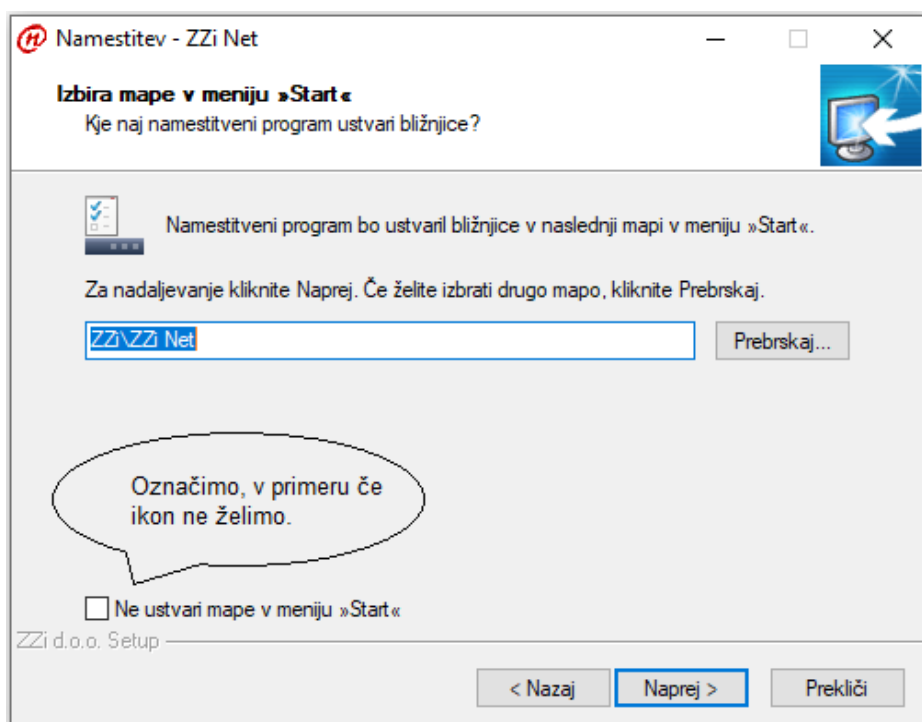 Namestitev - ZZi Net
Izbira mape v meniju »Start«
Kje naj namestitveni program ustvari bližnjice?
Namestitveni program bo ustvaril bližnjice v naslednji mapi v meniju »Start«.
Za nadaljevanje kliknite Naprej. Če želite izbrati drugo mapo, kliknite Prebrskaj.
ZZi\ZZi Net
Prebrskaj...
Označimo, v primeru če
ikon ne želimo.
Ne ustvari mape v meniju »Start«
ZZi d.o.o. Setup
< Nazaj
Naprej >
Prekliči